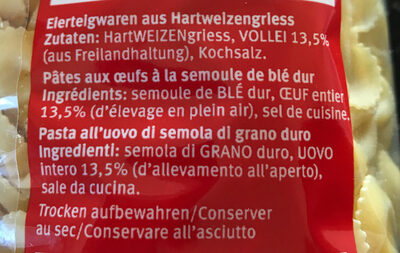 Eierteigwaren aus Hartweizengriess
Zutaten: HartWEIZENgriess, VOLLEI 13,5%
(aus Freilandhaltung), Kochsalz.
Pâtes aux œufs à la semoule de blé dur
Ingrédients: semoule de BLÉ dur, ŒUF entier
13,5% (d'élevage en plein air), sel de cuisine.
Pasta all'uovo di semola di grano duro
Ingredienti: semola di GRANO duro, UOVO
intero 13,5% (d'allevamento all'aperto),
sale da cucina.
Trocken aufbewahren/Conserver
au sec/Conservare all'asciutto